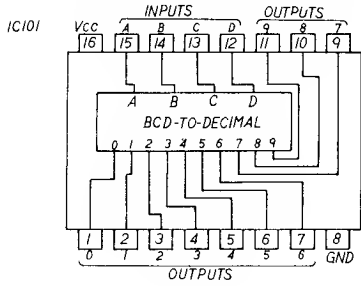 IC101 VCC INPUTS OUTPUTS
A B C D 9 8 7
16 15 14 13 12 11 10 9
A B C D
BCD-TO-DECIMAL
0 1 2 3 4 5 6 7 8 9
1 2 3 4 5 6 7 8
0 1 2 3 4 5 6 GND
OUTPUTS